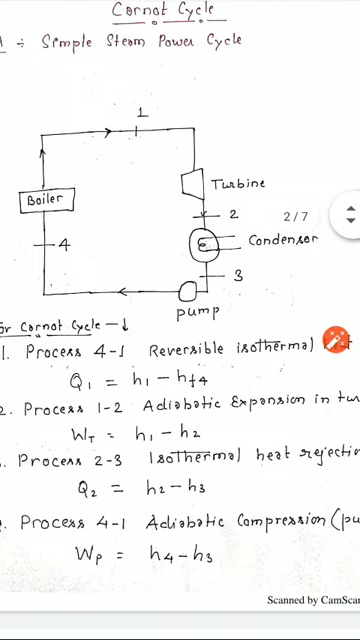 Carnot Cycle
A ÷ Simple Steam Power Cycle
1
Turbine
Boiler
2
2/7
Condensor
4
3
pump
For Carnot Cycle →
1. Process 4-1 Reversible isothermal
Q1 = h1 - hf4
2. Process 1-2 Adiabatic Expansion in tur
WT = h1 - h2
Process 2-3 Isothermal heat rejection
Q2 = h2 - h3
Process 4-1 Adiabatic Compression (pu
Wp = h4 - h3
Scanned by CamScan